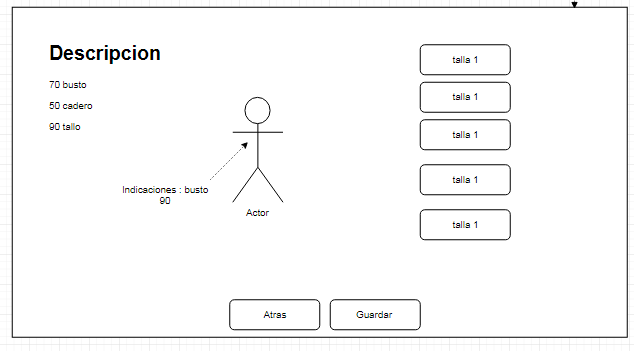 Descripcion
70 busto
50 cadero
90 tallo
Indicaciones : busto
90
Actor
talla 1
talla 1
talla 1
talla 1
talla 1
Atras
Guardar